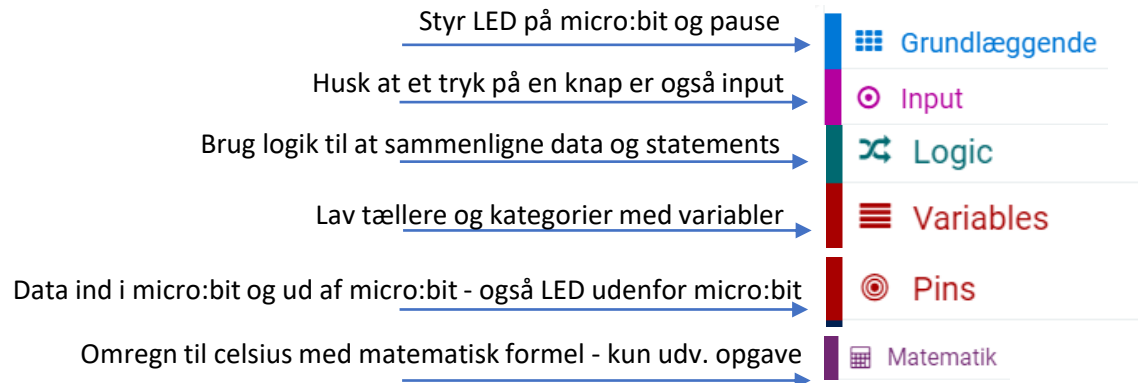 Styr LED på micro:bit og pause
Grundlæggende
Husk at et tryk på en knap er også input
Input
Brug logik til at sammenligne data og statements
Logic
Lav tællere og kategorier med variabler
Variables
Data ind i micro:bit og ud af micro:bit - også LED udenfor micro:bit
Pins
Omregn til celsius med matematisk formel - kun udv. opgave
Matematik